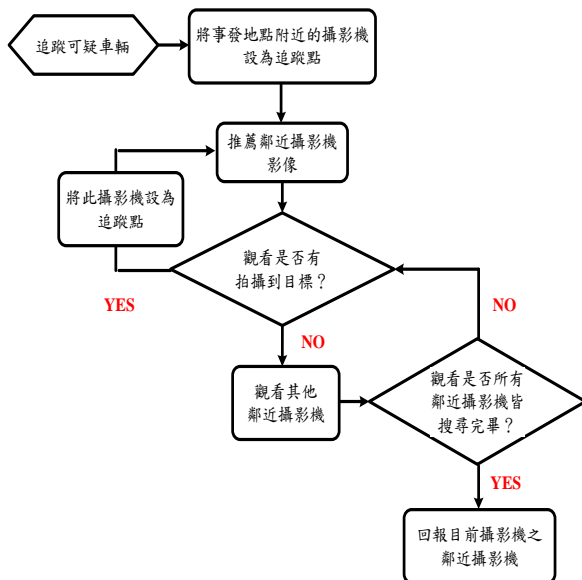 追蹤可疑車輛
將事發地點附近的攝影機
設為追蹤點
推薦鄰近攝影機
影像
將此攝影機設為
追蹤點
觀看是否有
拍攝到目標？
YES
NO
NO
觀看其他
鄰近攝影機
觀看是否所有
鄰近攝影機皆
搜尋完畢？
YES
回報目前攝影機之
鄰近攝影機